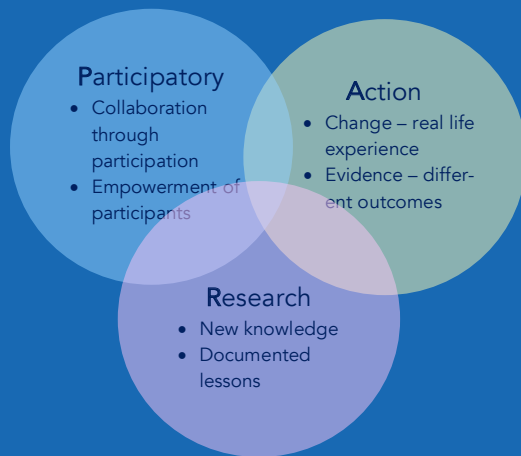 Participatory
• Collaboration
through
participation
• Empowerment of
participants
Action
• Change – real life
experience
• Evidence – differ-
ent outcomes
Research
• New knowledge
• Documented
lessons